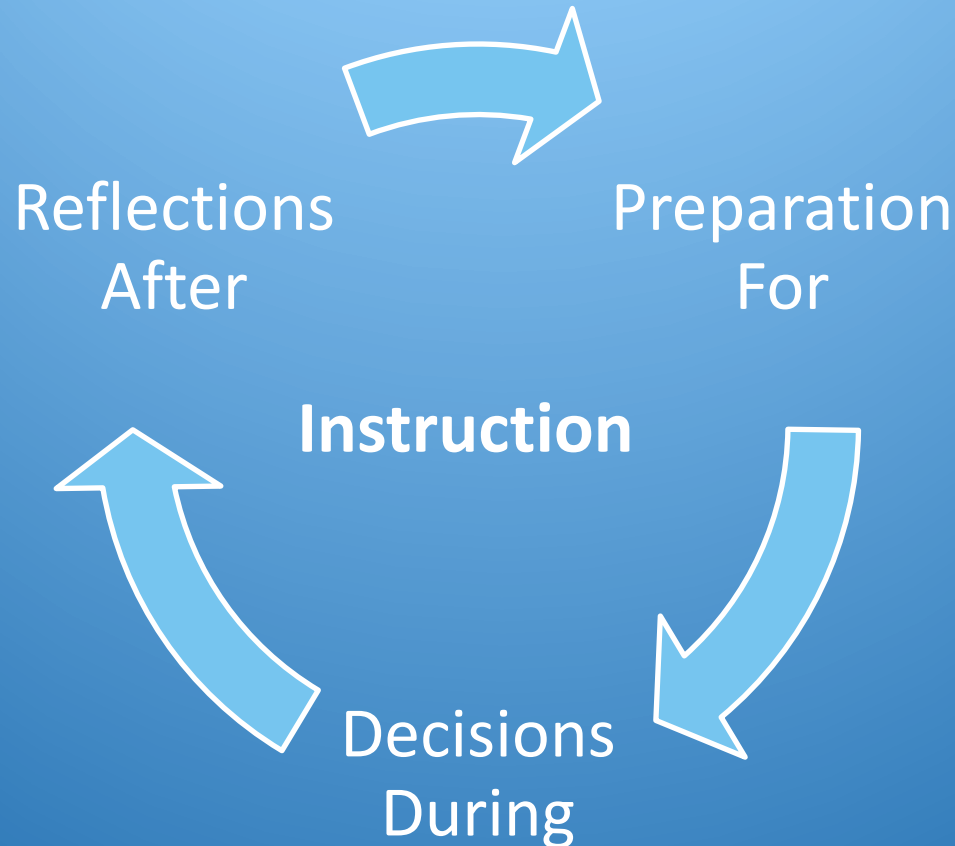 Reflections
After
Preparation
For
Instruction
Decisions
During